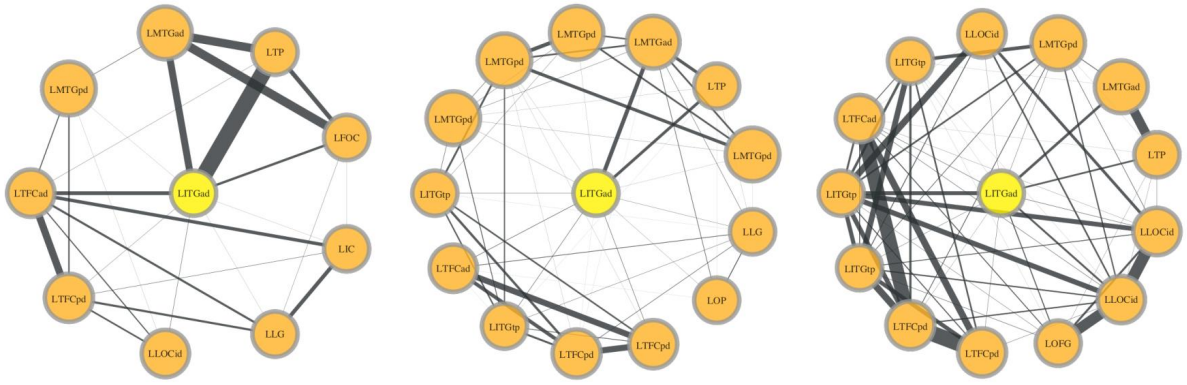 LMTGad
LTP
LMTGpd
LFOC
LTFCad
LITGad
LIC
LTFCpd
LLG
LLOCid
LMTGpd
LMTGad
LMTGpd
LTP
LMTGpd
LMTGpd
LITGtp
LITGad
LLG
LTFCad
LOP
LITGtp
LTFCpd
LTFCpd
LLOCid
LMTGpd
LITGtp
LMTGad
LTFCad
LTP
LITGtp
LITGad
LLOCid
LITGtp
LLOCid
LTFCpd
LOFG
LTFCpd